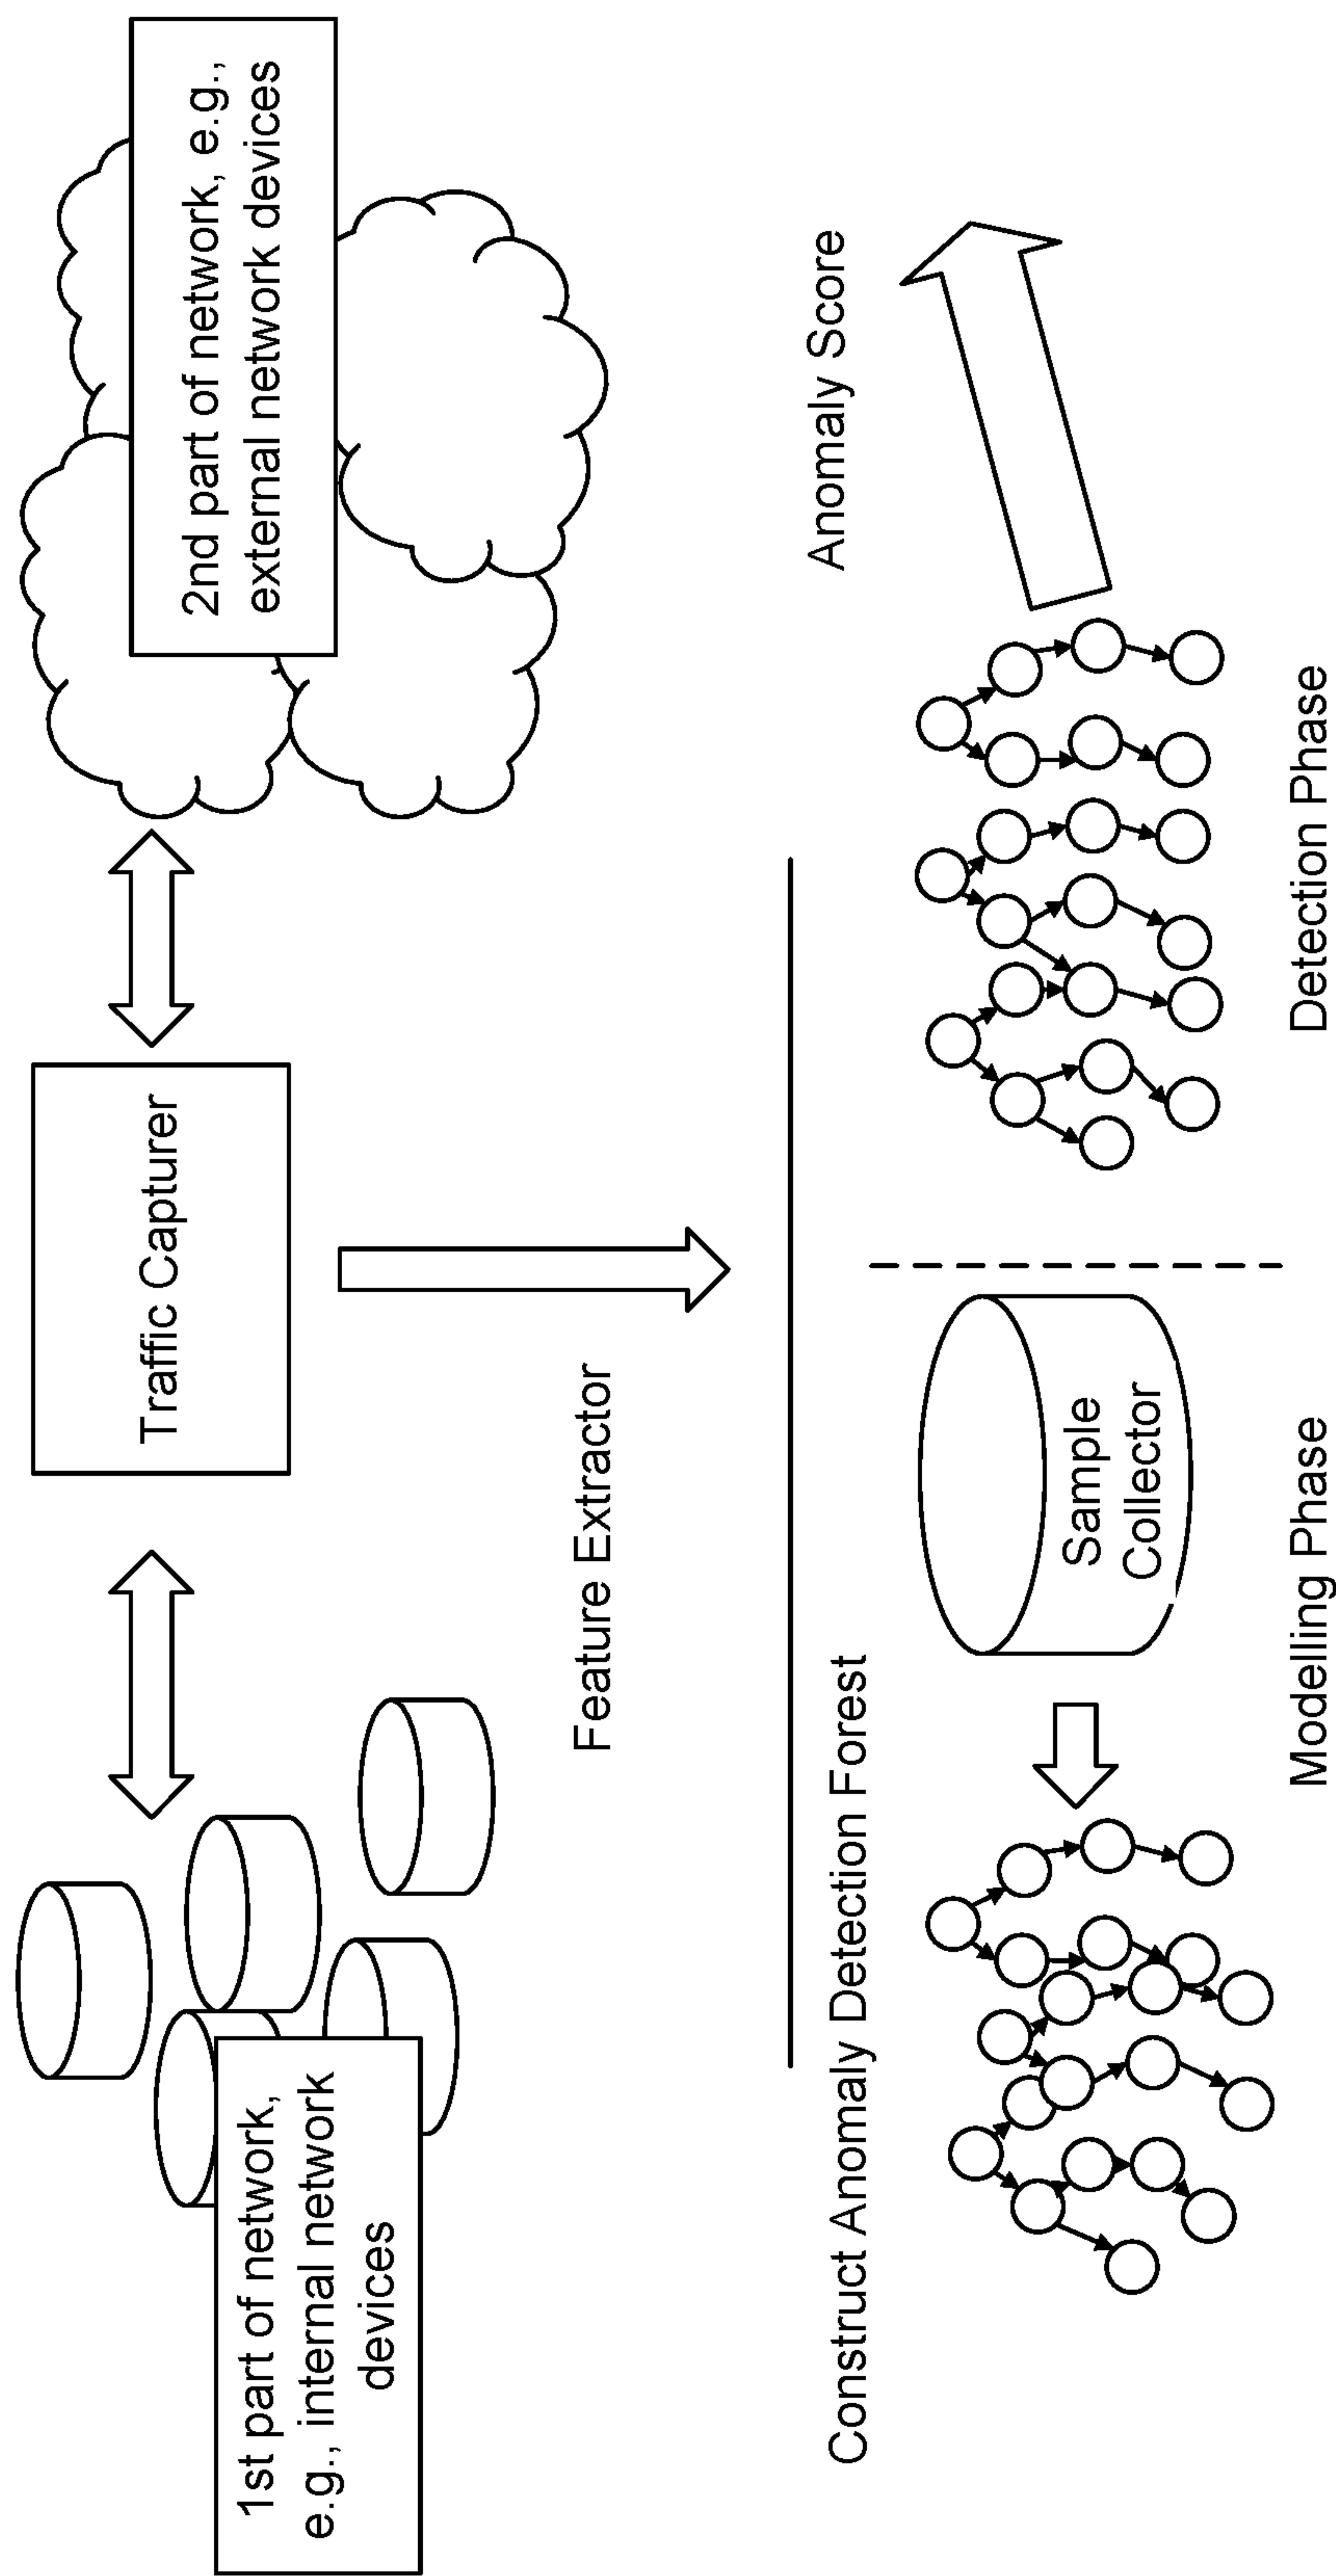 1st part of network,
e.g., internal network
devices
Traffic Capturer
2nd part of network, e.g.,
external network devices
Feature Extractor
Construct Anomaly Detection Forest
Anomaly Score
Sample
Collector
Modelling Phase
Detection Phase